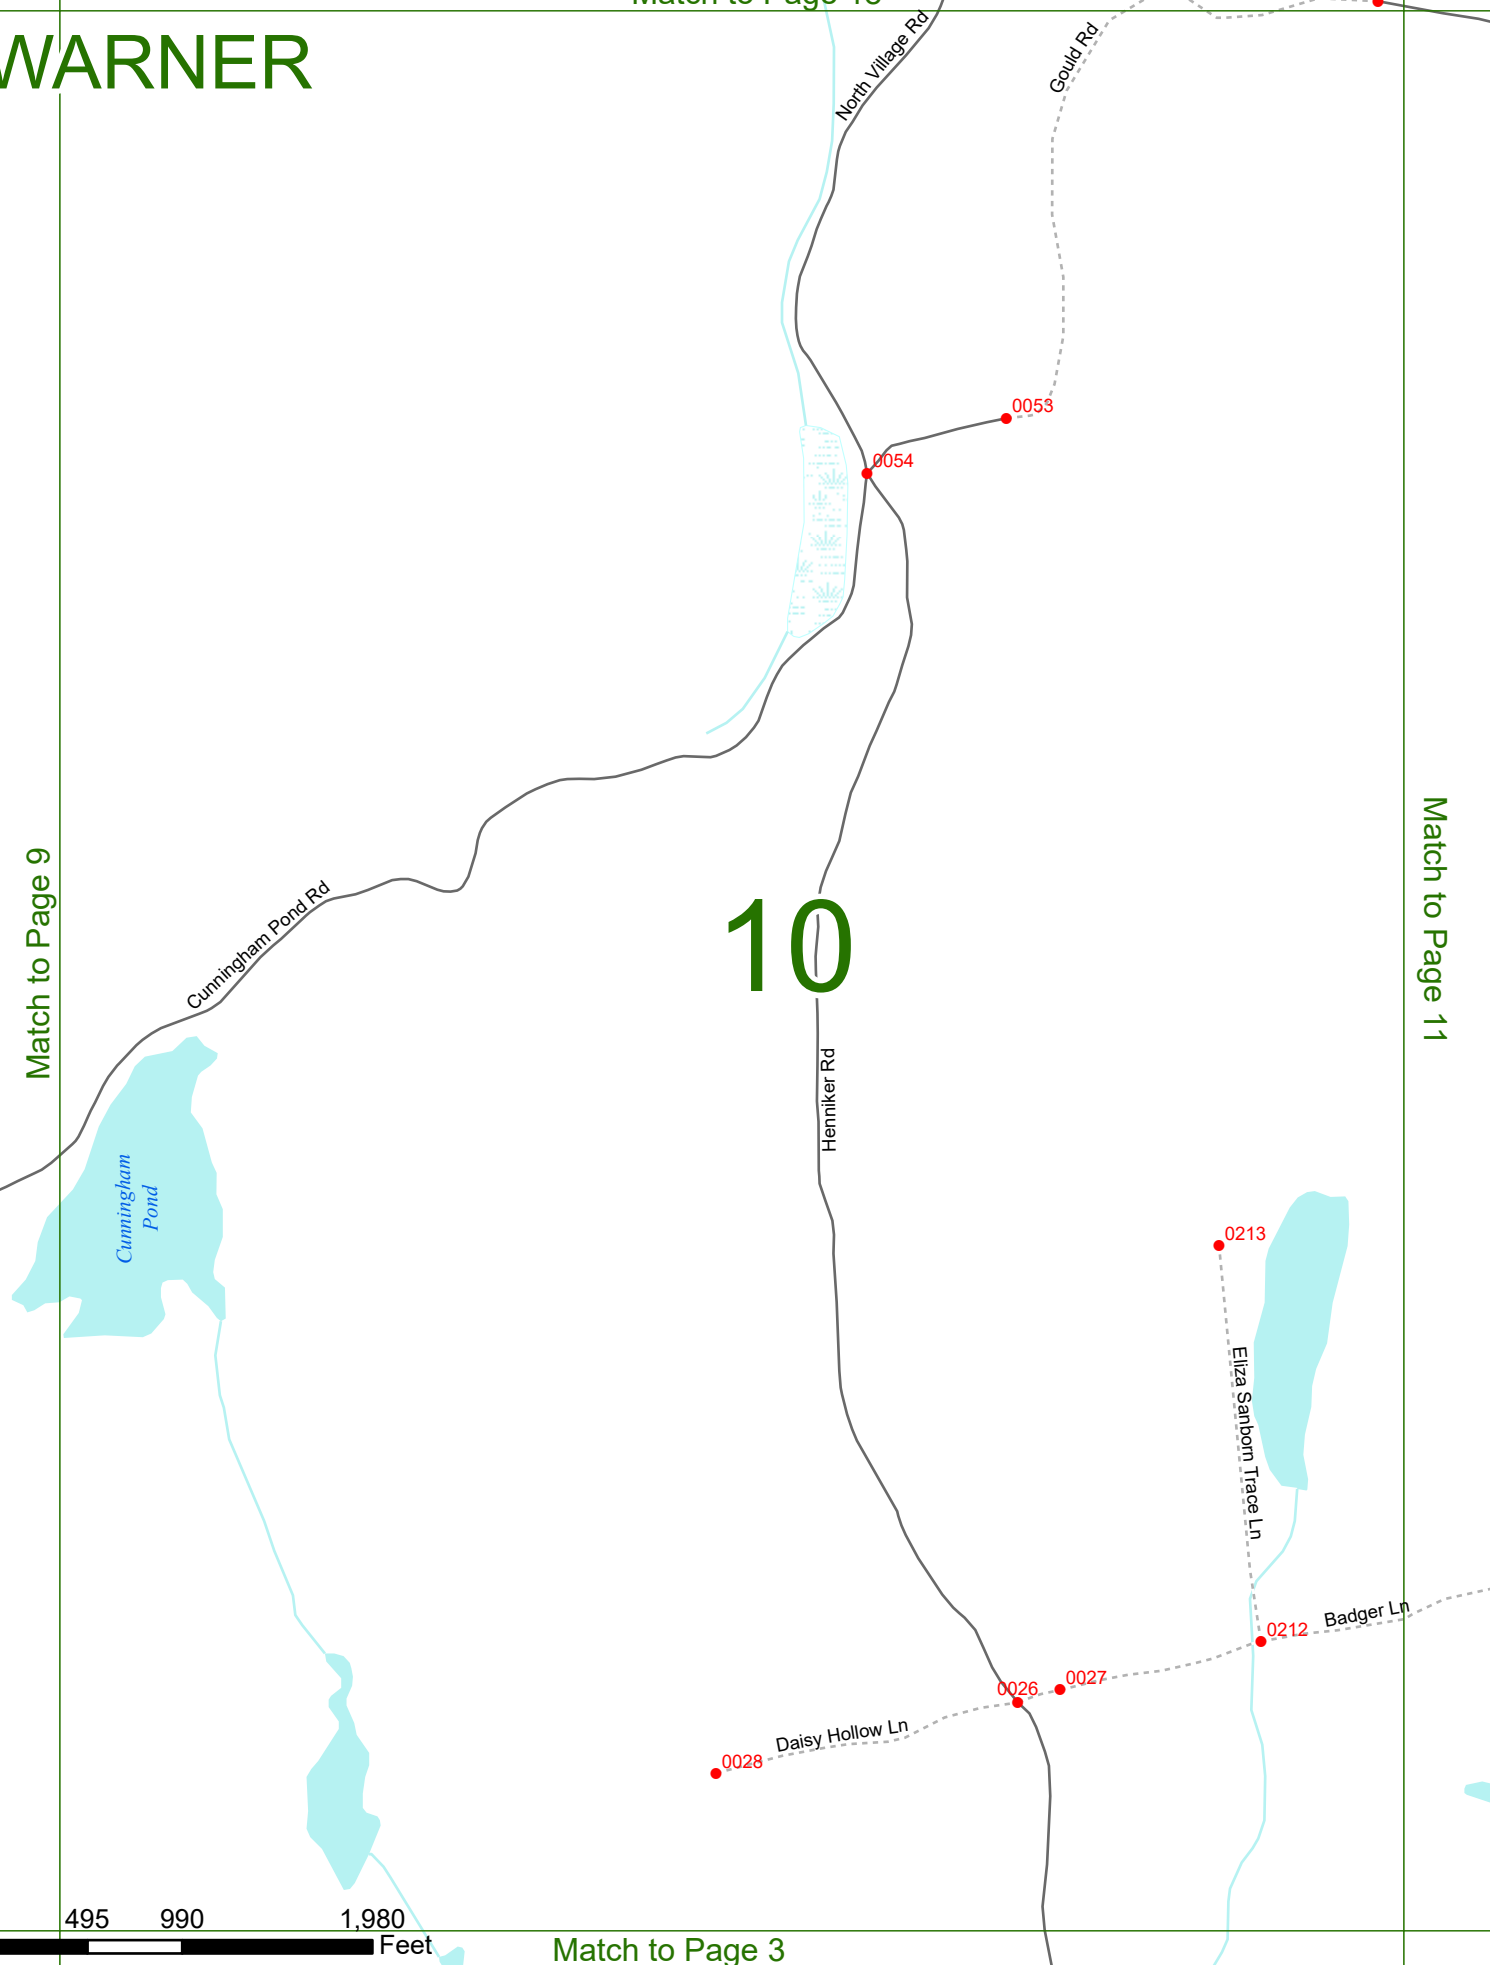 WARNER
North Village Rd
Gould Rd
0053
0054
Match to Page 9
Match to Page 11
Cunningham Pond Rd
10
Henniker Rd
Cunningham
Pond
0213
Eliza Sanborn Trace Ln
Badger Ln
0212
0027
0026
Daisy Hollow Ln
0028
495 990 1,980
Feet
Match to Page 3